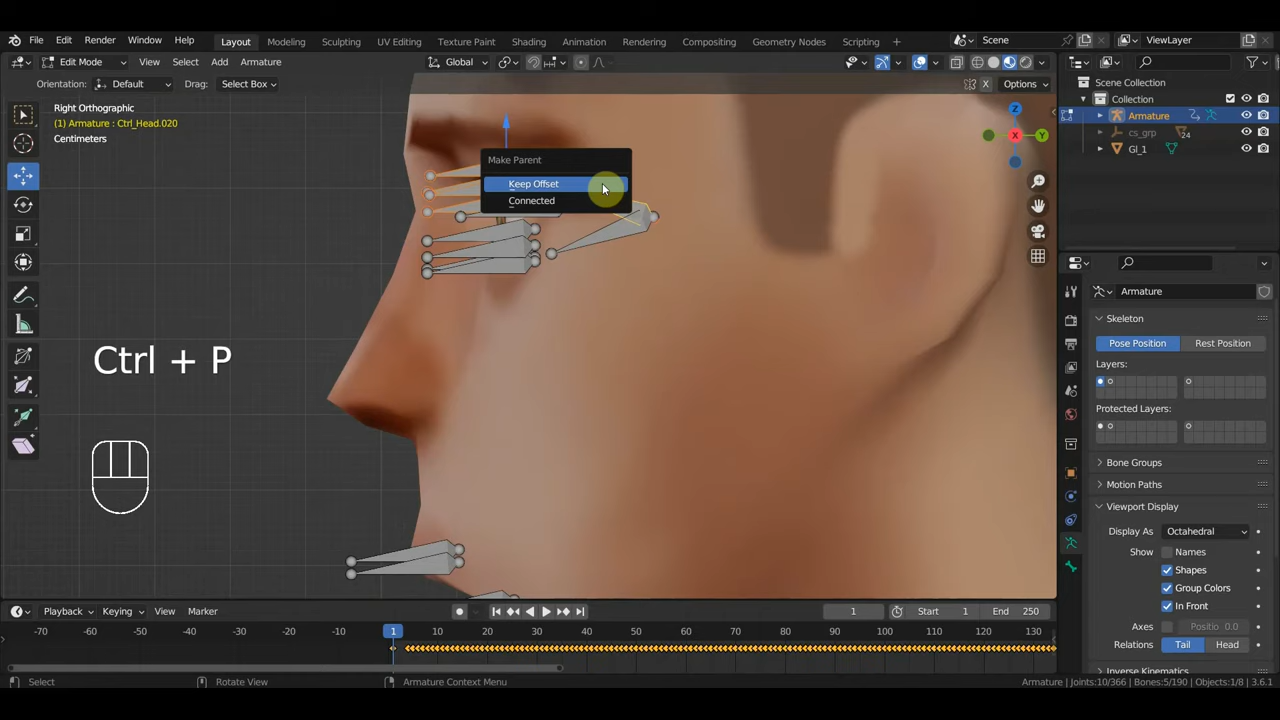 File Edit Render Window Help Layout Modeling Sculpting UV Editing Texture Paint Shading Animation Rendering Compositing Geometry Nodes Scripting + Scene ViewLayer
Edit Mode View Select Add Armature Global
Orientation: Default Drag: Select Box X Options
Right Orthographic
(1) Armature : Ctrl_Head.020
Centimeters
Scene Collection
Collection
Armature
cs_grp 24
Gl_1
Z
X
Y
Make Parent
Keep Offset
Connected
Ctrl + P
Armature
Skeleton
Pose Position Rest Position
Layers:
Protected Layers:
Bone Groups
Motion Paths
Viewport Display
Display As Octahedral
Show Names
Shapes
Group Colors
In Front
Axes Positio 0.0
Relations Tail Head
Inverse Kinematics
Playback Keying View Marker 1 Start 1 End 250
-70 -60 -50 -40 -30 -20 -10 1 10 20 30 40 50 60 70 80 90 100 110 120 130
Select Rotate View Armature Context Menu Armature | Joints:10/366 | Bones:5/190 | Objects:1/8 | 3.6.1